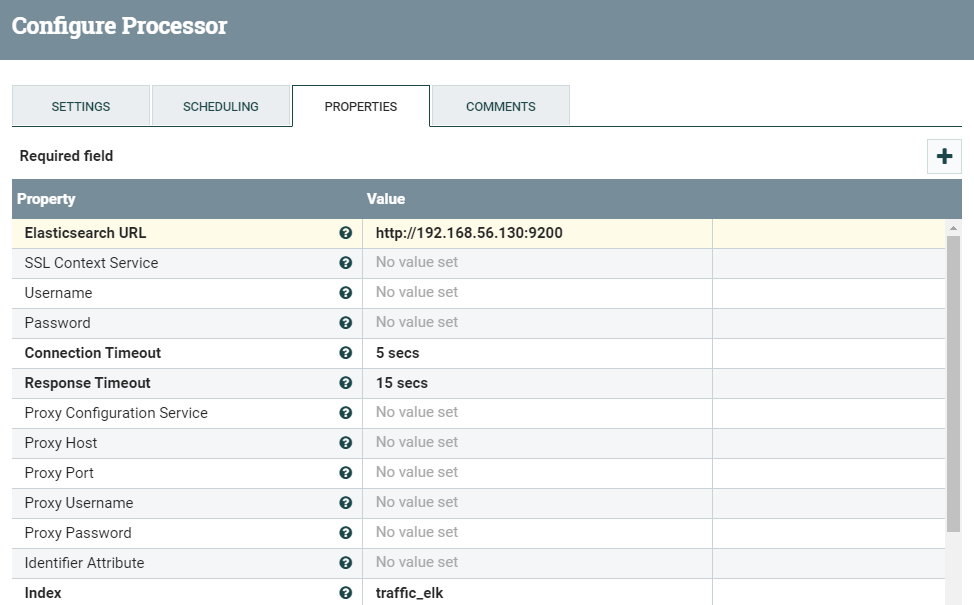 Configure Processor
SETTINGS SCHEDULING PROPERTIES COMMENTS
Required field
Property Value
Elasticsearch URL http://192.168.56.130:9200
SSL Context Service No value set
Username No value set
Password No value set
Connection Timeout 5 secs
Response Timeout 15 secs
Proxy Configuration Service No value set
Proxy Host No value set
Proxy Port No value set
Proxy Username No value set
Proxy Password No value set
Identifier Attribute No value set
Index traffic_elk